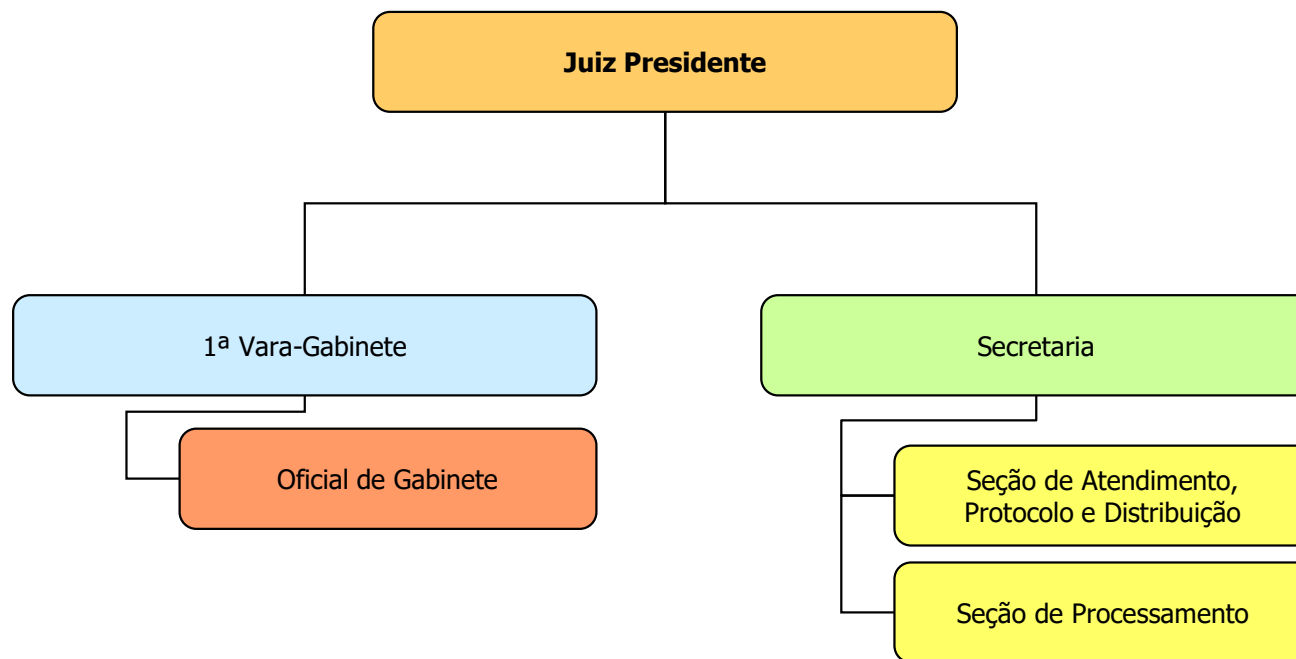 Juiz Presidente
1ª Vara-Gabinete
Secretaria
Oficial de Gabinete
Seção de Atendimento,
Protocolo e Distribuição
Seção de Processamento